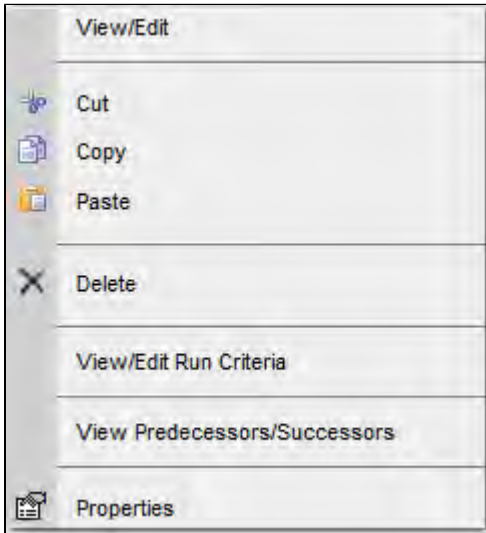 View/Edit
Cut
Copy
Paste
Delete
View/Edit Run Criteria
View Predecessors/Successors
Properties